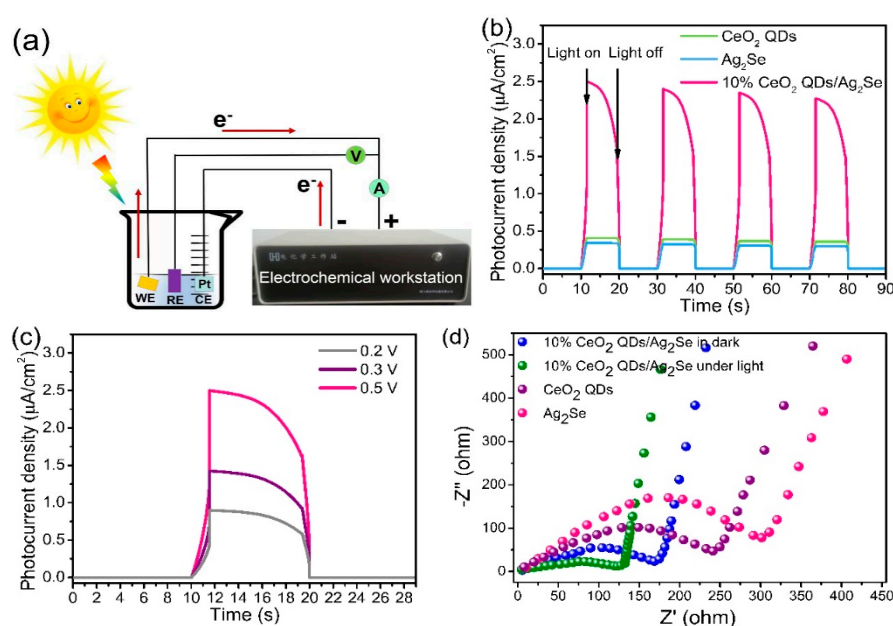 (a)
e⁻
V
A
e⁻
-
+
WE
RE
CE
Pt
Electrochemical workstation
(b)
Photocurrent density (μA/cm²)
3.0
2.5
2.0
1.5
1.0
0.5
0.0
Light on
Light off
CeO₂ QDs
Ag₂Se
10% CeO₂ QDs/Ag₂Se
0 10 20 30 40 50 60 70 80 90
Time (s)
(c)
Photocurrent density (μA/cm²)
3.0
2.5
2.0
1.5
1.0
0.5
0.0
0.2 V
0.3 V
0.5 V
0 2 4 6 8 10 12 14 16 18 20 22 24 26 28
Time (s)
(d)
-Z" (ohm)
500
400
300
200
100
0
10% CeO₂ QDs/Ag₂Se in dark
10% CeO₂ QDs/Ag₂Se under light
CeO₂ QDs
Ag₂Se
0 50 100 150 200 250 300 350 400 450
Z' (ohm)